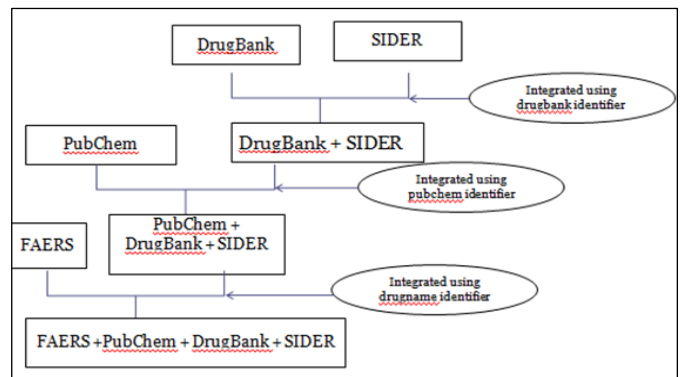 DrugBank
SIDER
Integrated using
drugbank identifier
PubChem
DrugBank + SIDER
Integrated using
pubchem identifier
FAERS
PubChem +
DrugBank + SIDER
Integrated using
drugname identifier
FAERS +PubChem + DrugBank + SIDER